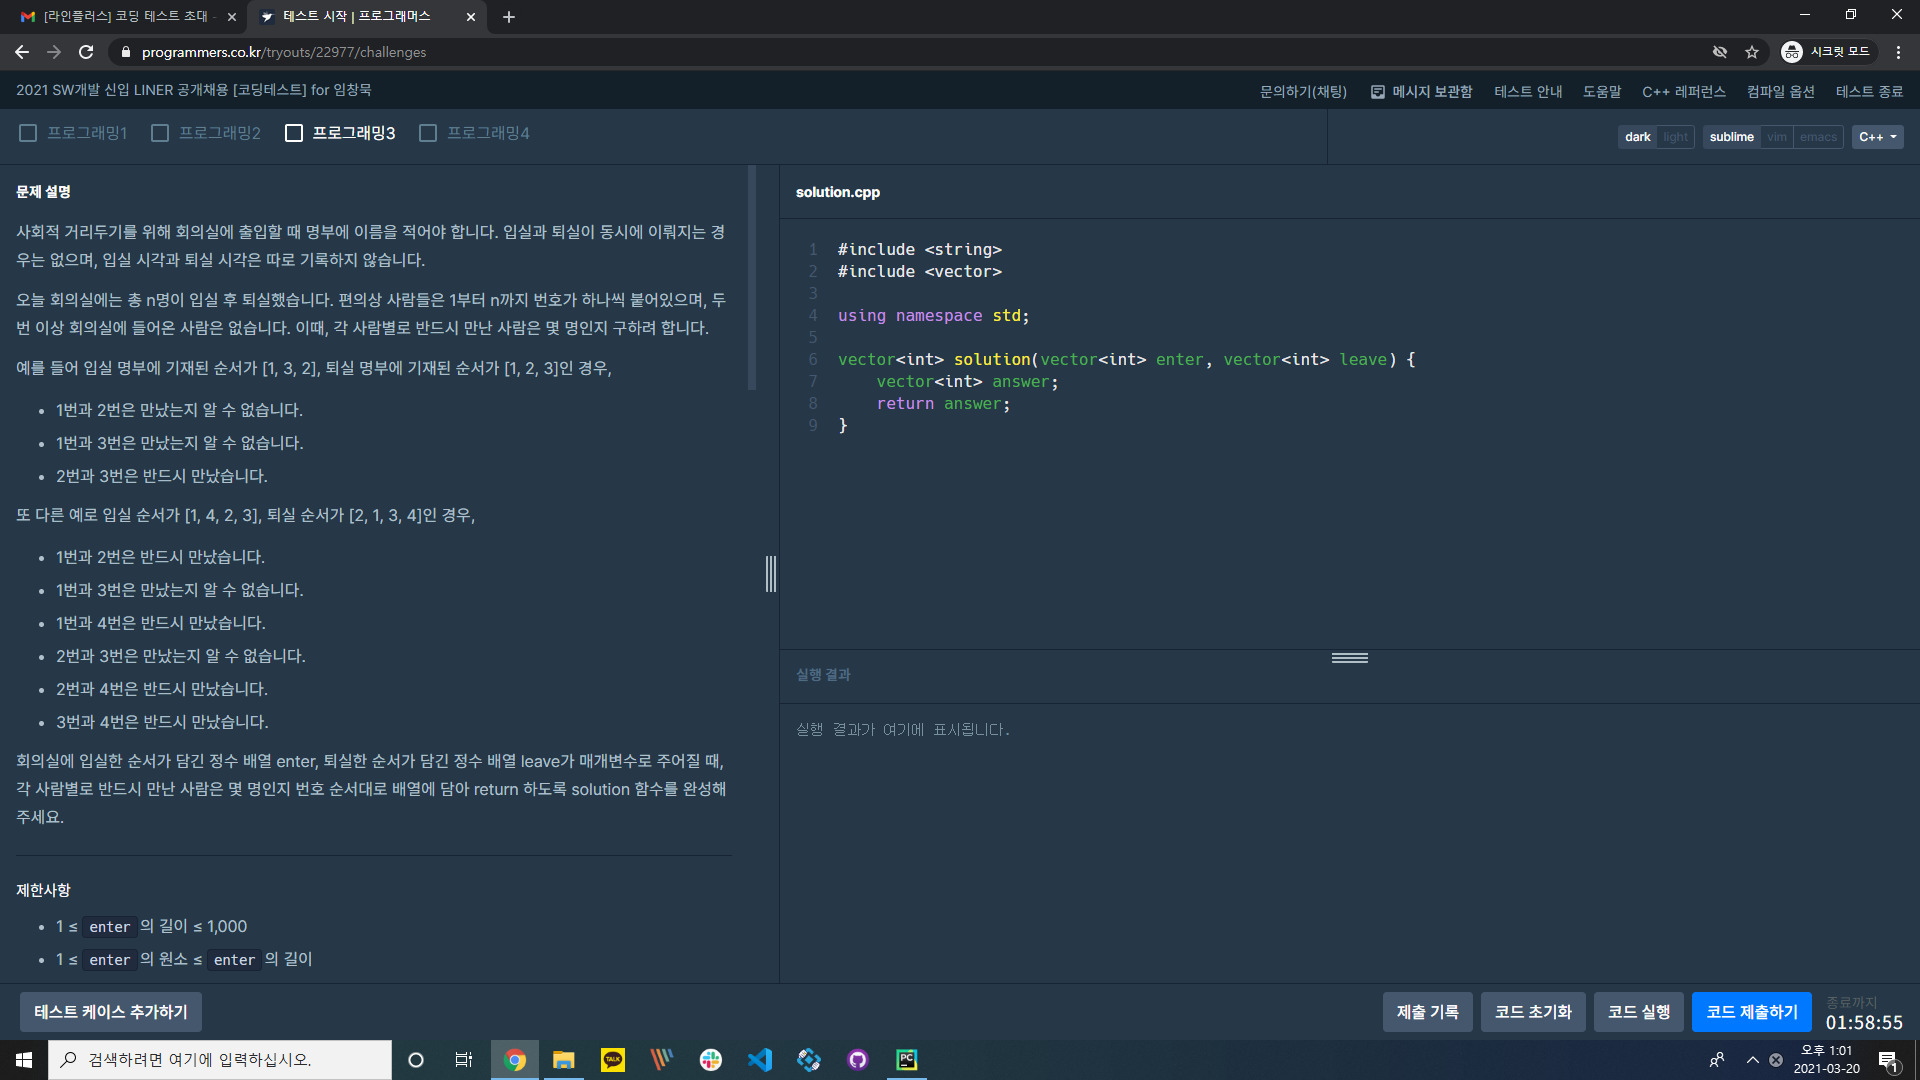 [라인플러스] 코딩 테스트 초대 -
테스트 시작 | 프로그래머스
programmers.co.kr/tryouts/22977/challenges
시크릿 모드
2021 SW개발 신입 LINER 공개채용 [코딩테스트] for 임창묵
문의하기(채팅) 메시지 보관함 테스트 안내 도움말 C++ 레퍼런스 컴파일 옵션 테스트 종료
프로그래밍1 프로그래밍2 프로그래밍3 프로그래밍4
dark light sublime vim emacs C++
문제 설명
사회적 거리두기를 위해 회의실에 출입할 때 명부에 이름을 적어야 합니다. 입실과 퇴실이 동시에 이뤄지는 경
우는 없으며, 입실 시각과 퇴실 시각은 따로 기록하지 않습니다.
오늘 회의실에는 총 n명이 입실 후 퇴실했습니다. 편의상 사람들은 1부터 n까지 번호가 하나씩 붙어있으며, 두
번 이상 회의실에 들어온 사람은 없습니다. 이때, 각 사람별로 반드시 만난 사람은 몇 명인지 구하려 합니다.
예를 들어 입실 명부에 기재된 순서가 [1, 3, 2], 퇴실 명부에 기재된 순서가 [1, 2, 3]인 경우,
• 1번과 2번은 만났는지 알 수 없습니다.
• 1번과 3번은 만났는지 알 수 없습니다.
• 2번과 3번은 반드시 만났습니다.
또 다른 예로 입실 순서가 [1, 4, 2, 3], 퇴실 순서가 [2, 1, 3, 4]인 경우,
• 1번과 2번은 반드시 만났습니다.
• 1번과 3번은 만났는지 알 수 없습니다.
• 1번과 4번은 반드시 만났습니다.
• 2번과 3번은 만났는지 알 수 없습니다.
• 2번과 4번은 반드시 만났습니다.
• 3번과 4번은 반드시 만났습니다.
회의실에 입실한 순서가 담긴 정수 배열 enter, 퇴실한 순서가 담긴 정수 배열 leave가 매개변수로 주어질 때,
각 사람별로 반드시 만난 사람은 몇 명인지 번호 순서대로 배열에 담아 return 하도록 solution 함수를 완성해
주세요.
제한사항
• 1 ≤ enter 의 길이 ≤ 1,000
• 1 ≤ enter 의 원소 ≤ enter 의 길이
solution.cpp
1 #include <string>
2 #include <vector>
3
4 using namespace std;
5
6 vector<int> solution(vector<int> enter, vector<int> leave) {
7     vector<int> answer;
8     return answer;
9 }
실행 결과
실행 결과가 여기에 표시됩니다.
테스트 케이스 추가하기
제출 기록
코드 초기화
코드 실행
코드 제출하기
종료까지
01:58:55
검색하려면 여기에 입력하십시오.
TALK
PC
오후 1:01
2021-03-20
1